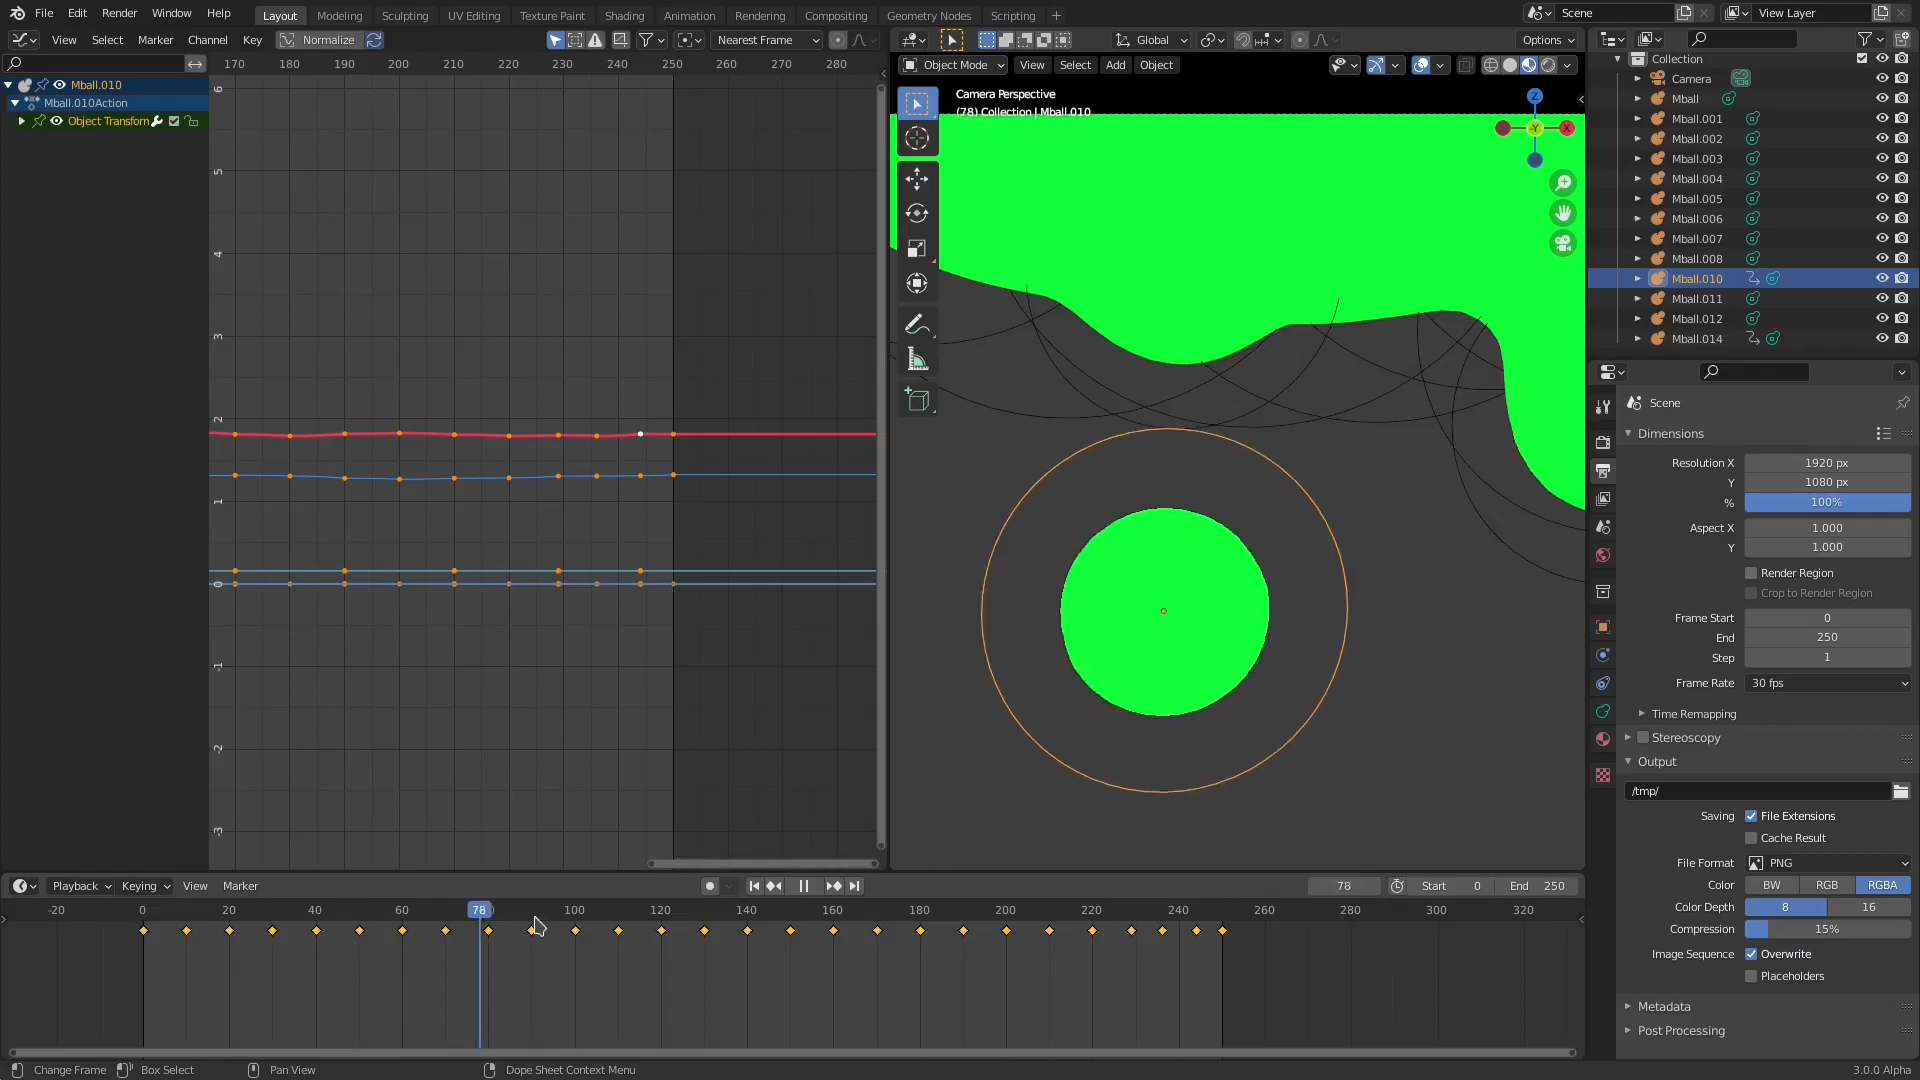 File Edit Render Window Help Layout Modeling Sculpting UV Editing Texture Paint Shading Animation Rendering Compositing Geometry Nodes Scripting + Scene View Layer
View Select Marker Channel Key Normalize Nearest Frame Global Options
170 180 190 200 210 220 230 240 250 260 270 280
Object Mode View Select Add Object
Mball.010
Mball.010Action
Object Transform
6
5
4
3
2
1
0
-1
-2
-3
Camera Perspective
(78) Collection | Mball.010
Z
Y
X
Collection
Camera
Mball
Mball.001
Mball.002
Mball.003
Mball.004
Mball.005
Mball.006
Mball.007
Mball.008
Mball.010
Mball.011
Mball.012
Mball.014
Scene
Dimensions
Resolution X 1920 px
Y 1080 px
% 100%
Aspect X 1.000
Y 1.000
Render Region
Crop to Render Region
Frame Start 0
End 250
Step 1
Frame Rate 30 fps
Time Remapping
Stereoscopy
Output
/tmp/
Saving File Extensions
Cache Result
File Format PNG
Color BW RGB RGBA
Color Depth 8 16
Compression 15%
Image Sequence Overwrite
Placeholders
Metadata
Post Processing
Playback Keying View Marker 78 Start 0 End 250
-20 0 20 40 60 78 100 120 140 160 180 200 220 240 260 280 300 320
Change Frame Box Select Pan View Dope Sheet Context Menu 3.0.0 Alpha